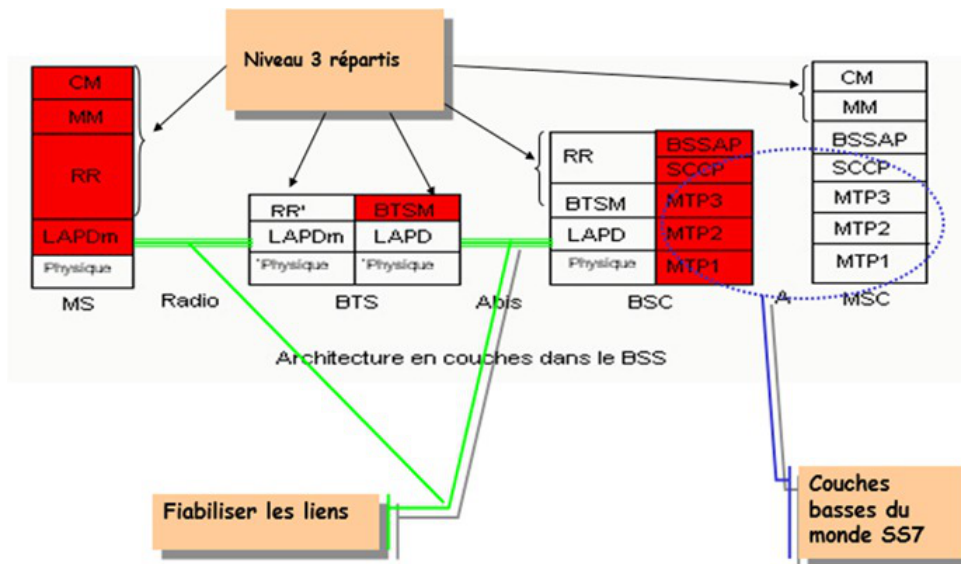 Niveau 3 répartis
CM
MM
RR
LAPDm
Physique
MS
Radio
RR'
BTSM
LAPDm
LAPD
"Physique
"Physique
BTS
Abis
RR
BTSM
LAPD
Physique
BSSAP
SCCP
MTP3
MTP2
MTP1
BSC
A
CM
MM
BSSAP
SCCP
MTP3
MTP2
MTP1
MSC
Architecture en couches dans le BSS
Fiabiliser les liens
Couches
basses du
monde SS7